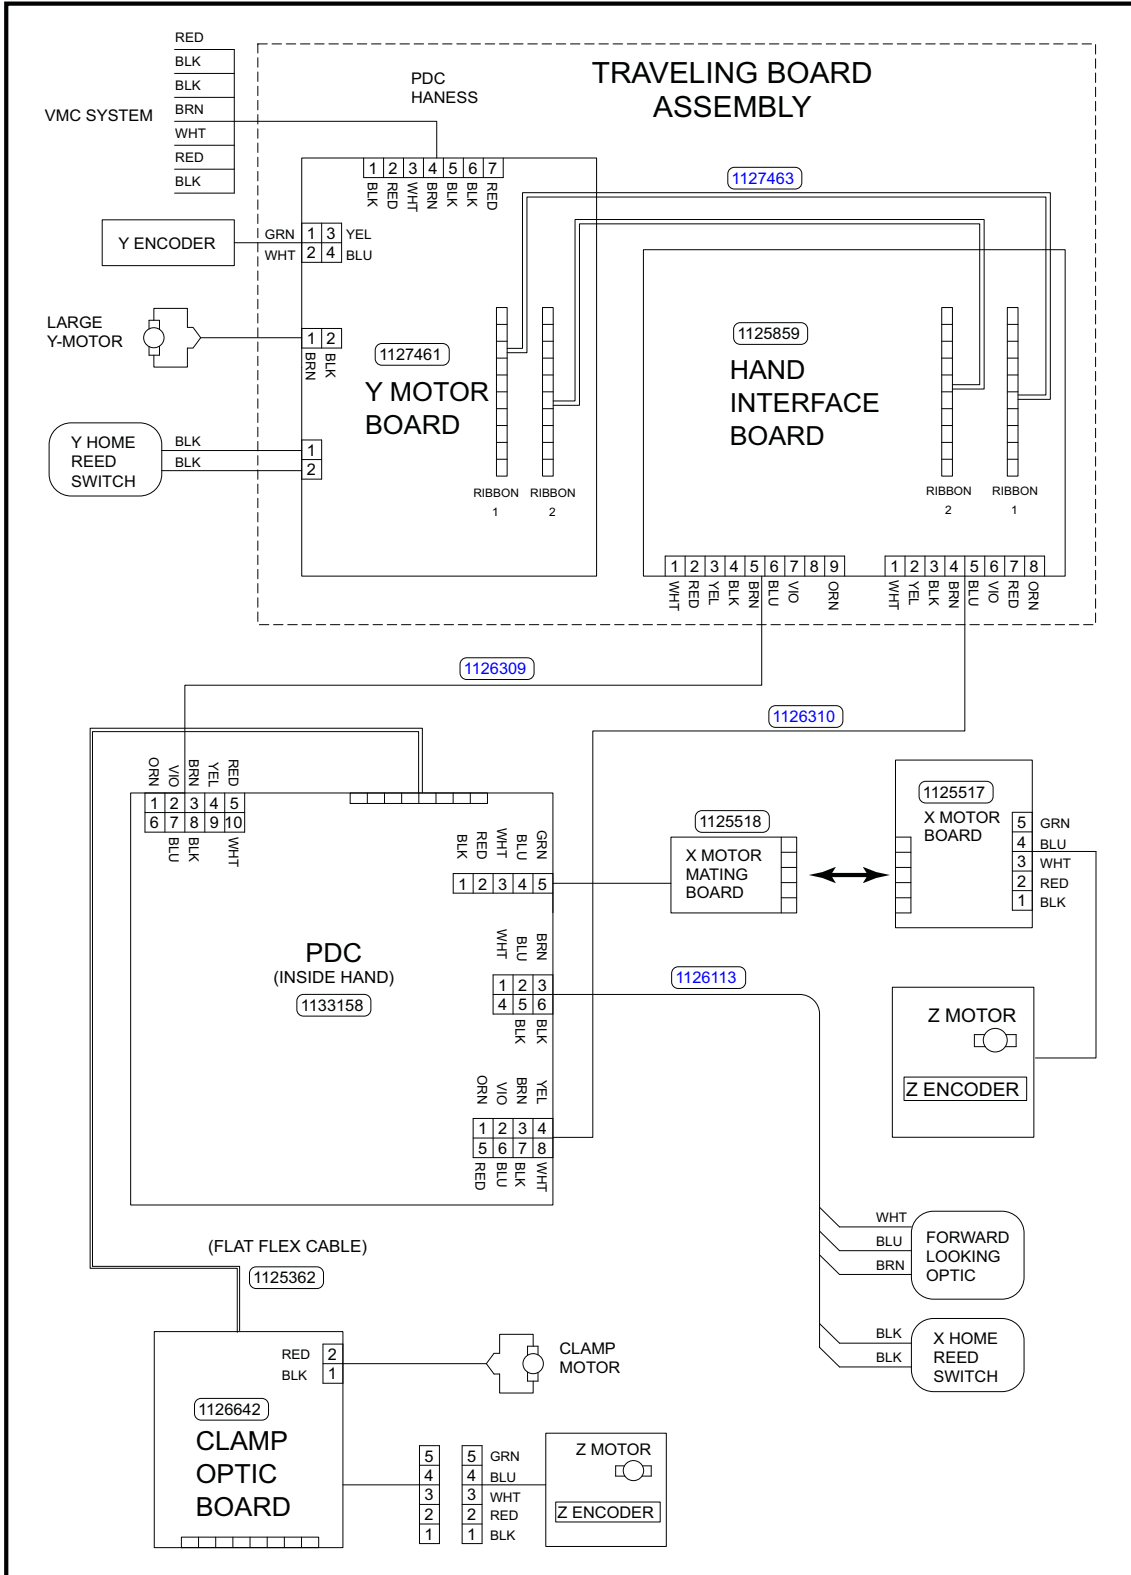 RED
BLK
BLK
BRN
WHT
RED
BLK
VMC SYSTEM
PDC
HANESS
TRAVELING BOARD
ASSEMBLY
1 2 3 4 5 6 7
BLK RED WHT BRN BLK BLK RED
1127463
Y ENCODER
GRN 1 3 YEL
WHT 2 4 BLU
LARGE
Y-MOTOR
1 2
BRN BLK
1127461
Y MOTOR
BOARD
1125859
HAND
INTERFACE
BOARD
Y HOME
REED
SWITCH
BLK 1
BLK 2
RIBBON
1
RIBBON
2
RIBBON
2
RIBBON
1
1 2 3 4 5 6 7 8 9
WHT RED YEL BLK BRN BLU VIO ORN
1 2 3 4 5 6 7 8
WHT YEL BLK BRN BLU VIO RED ORN
1126309
1126310
ORN VIO BRN YEL RED
1 2 3 4 5
6 7 8 9 10
BLU BLK WHT
BLK RED WHT BLU GRN
1 2 3 4 5
1125518
X MOTOR
MATING
BOARD
1125517
X MOTOR
BOARD
5 GRN
4 BLU
3 WHT
2 RED
1 BLK
PDC
(INSIDE HAND)
1133158
WHT BLU BRN
1 2 3
4 5 6
BLK BLK
1126113
Z MOTOR
Z ENCODER
ORN VIO BRN YEL
1 2 3 4
5 6 7 8
RED BLU BLK WHT
WHT
BLU
BRN
FORWARD
LOOKING
OPTIC
BLK
BLK
X HOME
REED
SWITCH
(FLAT FLEX CABLE)
1125362
RED 2
BLK 1
CLAMP
MOTOR
1126642
CLAMP
OPTIC
BOARD
5
4
3
2
1
5 GRN
4 BLU
3 WHT
2 RED
1 BLK
Z MOTOR
Z ENCODER